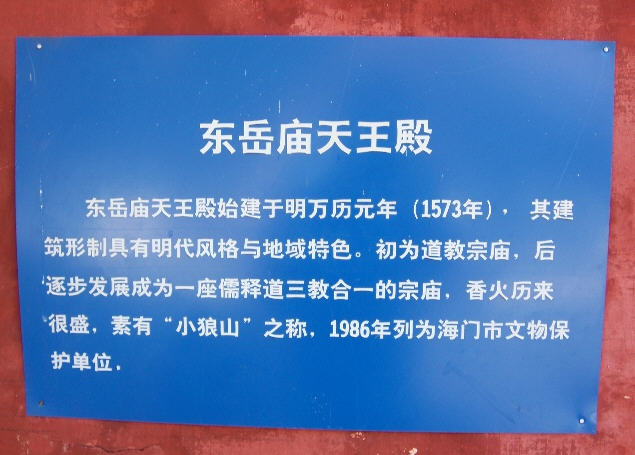 东岳庙天王殿
东岳庙天王殿始建于明万历元年（1573年），其建
筑形制具有明代风格与地域特色。初为道教宗庙，后
逐步发展成为一座儒释道三教合一的宗庙，香火历来
很盛，素有“小狼山”之称，1986年列为海门市文物保
护单位.